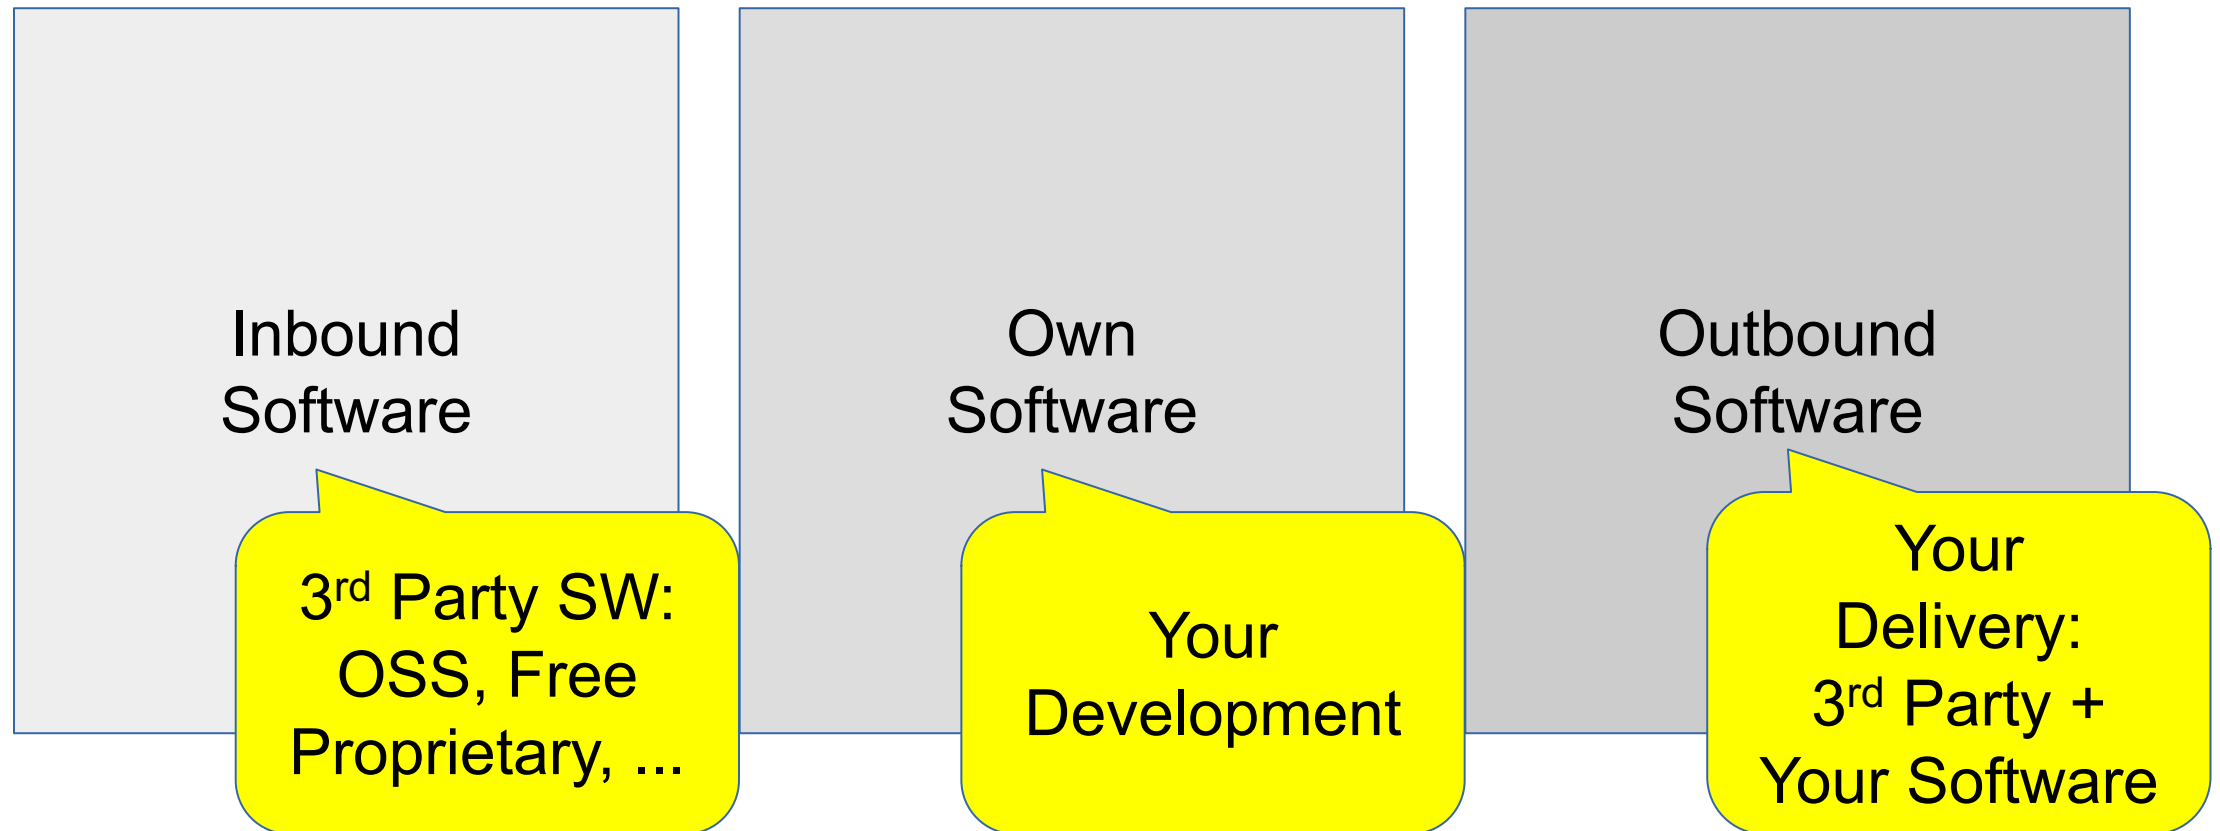 Inbound
Software
3rd Party SW:
OSS, Free
Proprietary, ...
Own
Software
Your
Development
Outbound
Software
Your
Delivery:
3rd Party +
Your Software